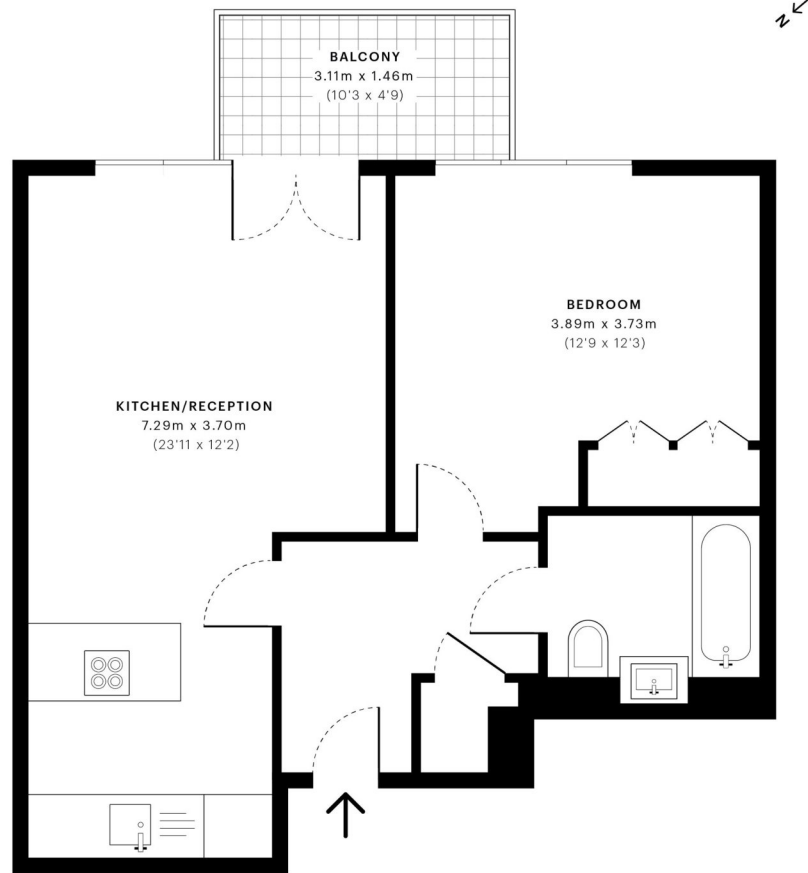 N
BALCONY
3.11m x 1.46m
(10'3 x 4'9)
BEDROOM
3.89m x 3.73m
(12'9 x 12'3)
KITCHEN/RECEPTION
7.29m x 3.70m
(23'11 x 12'2)